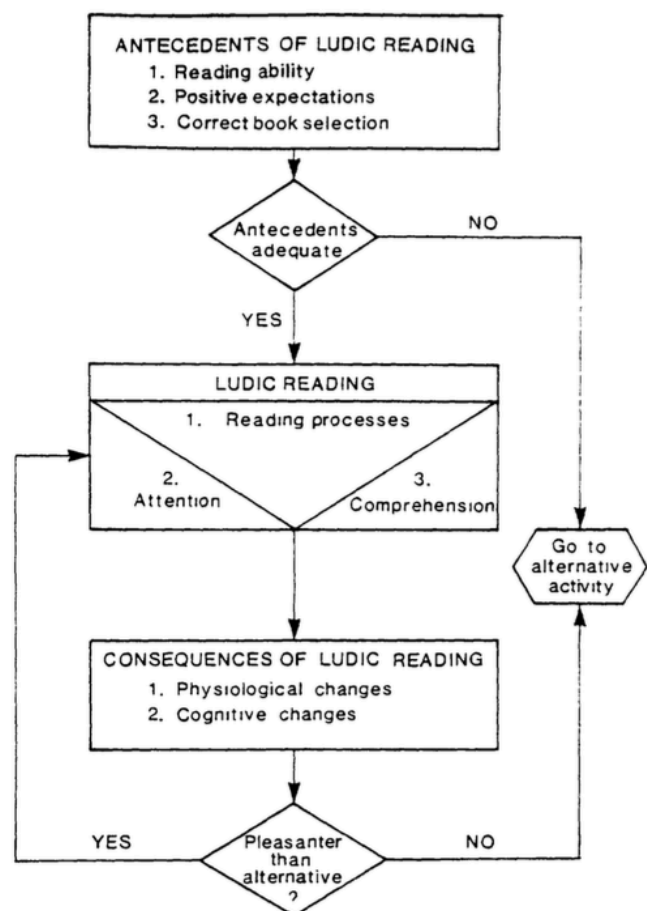 ANTECEDENTS OF LUDIC READING
1. Reading ability
2. Positive expectations
3. Correct book selection
Antecedents
adequate
NO
YES
LUDIC READING
1. Reading processes
2.
Attention
3.
Comprehension
Go to
alternative
activity
CONSEQUENCES OF LUDIC READING
1. Physiological changes
2. Cognitive changes
YES
Pleasanter
than
alternative
?
NO